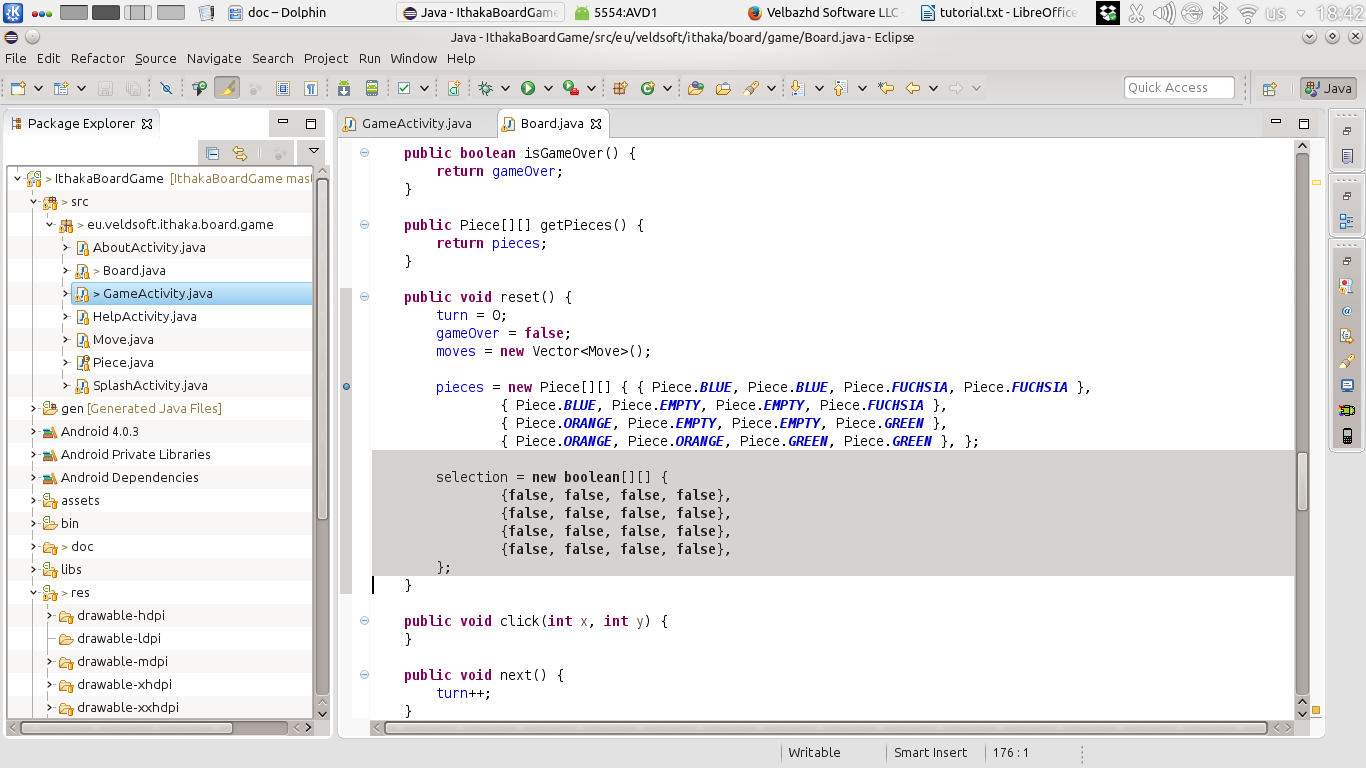 doc – Dolphin
Java - IthakaBoardGame
5554:AVD1
Velbazhd Software LLC
tutorial.txt - LibreOffice
us
18:42
Java - IthakaBoardGame/src/eu/veldsoft/ithaka/board/game/Board.java - Eclipse
File Edit Refactor Source Navigate Search Project Run Window Help
Quick Access
Java
Package Explorer
GameActivity.java
Board.java
> IthakaBoardGame [IthakaBoardGame mast
> src
> eu.veldsoft.ithaka.board.game
AboutActivity.java
> Board.java
> GameActivity.java
HelpActivity.java
Move.java
Piece.java
SplashActivity.java
gen [Generated Java Files]
Android 4.0.3
Android Private Libraries
Android Dependencies
assets
bin
> doc
libs
> res
drawable-hdpi
drawable-ldpi
drawable-mdpi
drawable-xhdpi
drawable-xxhdpi
public boolean isGameOver() {
return gameOver;
}
public Piece[][] getPieces() {
return pieces;
}
public void reset() {
turn = 0;
gameOver = false;
moves = new Vector<Move>();
pieces = new Piece[][] { { Piece.BLUE, Piece.BLUE, Piece.FUCHSIA, Piece.FUCHSIA },
{ Piece.BLUE, Piece.EMPTY, Piece.EMPTY, Piece.FUCHSIA },
{ Piece.ORANGE, Piece.EMPTY, Piece.EMPTY, Piece.GREEN },
{ Piece.ORANGE, Piece.ORANGE, Piece.GREEN, Piece.GREEN }, };
selection = new boolean[][] {
{false, false, false, false},
{false, false, false, false},
{false, false, false, false},
{false, false, false, false},
};
}
public void click(int x, int y) {
}
public void next() {
turn++;
}
Writable
Smart Insert
176 : 1